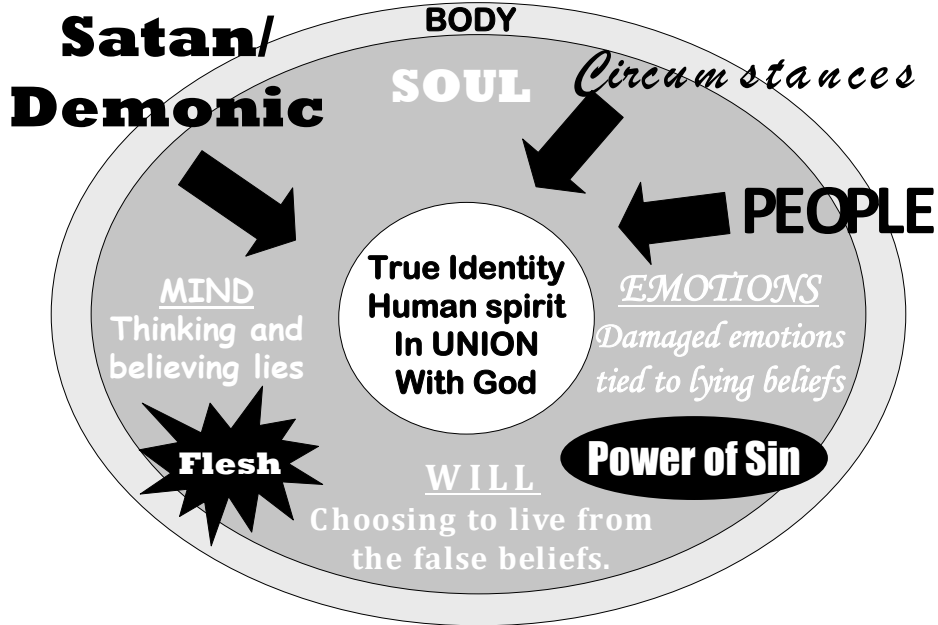 BODY
Satan/
Demonic
SOUL
Circumstances
PEOPLE
True Identity
Human spirit
In UNION
With God
MIND
Thinking and
believing lies
EMOTIONS
Damaged emotions
tied to lying beliefs
Flesh
Power of Sin
WILL
Choosing to live from
the false beliefs.